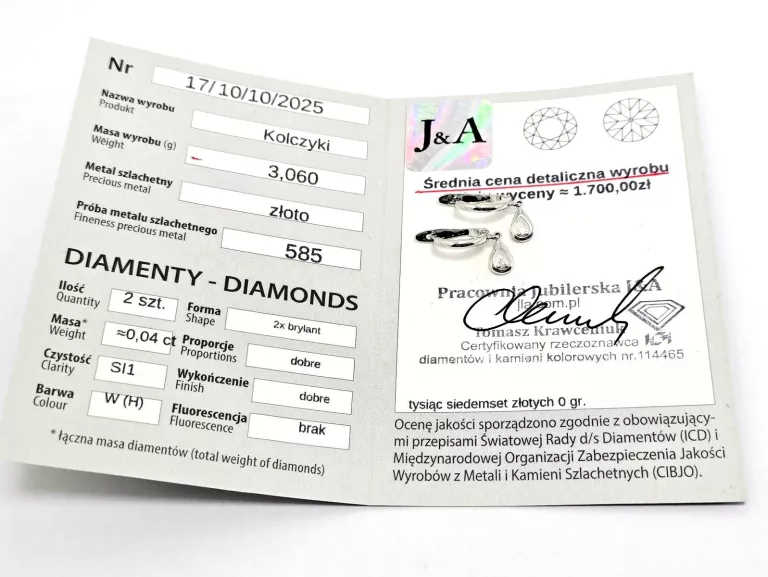 Nr 17/10/10/2025
Nazwa wyrobu
Produkt
Kolczyki
Masa wyrobu (g)
Weight
3,060
Metal szlachetny
Precious metal
złoto
Próba metalu szlachetnego
Fineness precious metal
585
DIAMENTY - DIAMONDS
Ilość
Quantity
2 szt.
Forma
Shape
2x brylant
Masa*
Weight
≈0,04 ct
Proporcje
Proportions
dobre
Czystość
Clarity
SI1
Wykończenie
Finish
dobre
Barwa
Colour
W (H)
Fluorescencja
Fluorescence
brak
* łączna masa diamentów (total weight of diamonds)
J&A
Średnia cena detaliczna wyrobu
wyceny ≈ 1.700,00zł
Pracownia Jubilerska J&A
jla.com.pl
Tomasz Krawczniuk
Certyfikowany rzeczoznawca
diamentów i kamieni kolorowych nr.114465
tysiąc siedemset złotych 0 gr.
Ocenę jakości sporządzono zgodnie z obowiązujący-
mi przepisami Światowej Rady d/s Diamentów (ICD) i
Międzynarodowej Organizacji Zabezpieczenia Jakości
Wyrobów z Metali i Kamieni Szlachetnych (CIBJO).